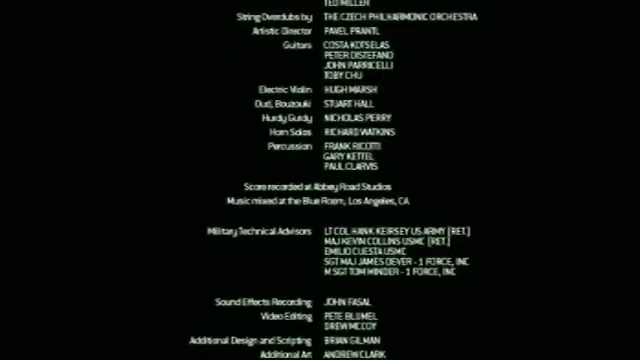 TED MILLER
String Overdubs by THE CZECH PHILHARMONIC ORCHESTRA
Artistic Director PAVEL PRANTL
Guitars COSTA KOTSELAS
PETER DISTEFANO
JOHN PARRICELLI
TOBY CHU
Electric Violin HUGH MARSH
Oud, Bouzouki STUART HALL
Hurdy Gurdy NICHOLAS PERRY
Horn Solos RICHARD WATKINS
Percussion FRANK RICOTTI
GARY KETTEL
PAUL CLARVIS
Score recorded at Abbey Road Studios
Music mixed at the Blue Room, Los Angeles, CA
Military Technical Advisors LT COL HANK KEIRSEY US ARMY (RET.)
MAJ KEVIN COLLINS USMC (RET.)
EMILIO CUESTA USMC
SGT MAJ JAMES DEVER - 1 FORCE, INC
M SGT TOM MINDER - 1 FORCE, INC
Sound Effects Recording JOHN FASAL
Video Editing PETE BLUMEL
DREW MCCOY
Additional Design and Scripting BRIAN GILMAN
Additional Art ANDREW CLARK